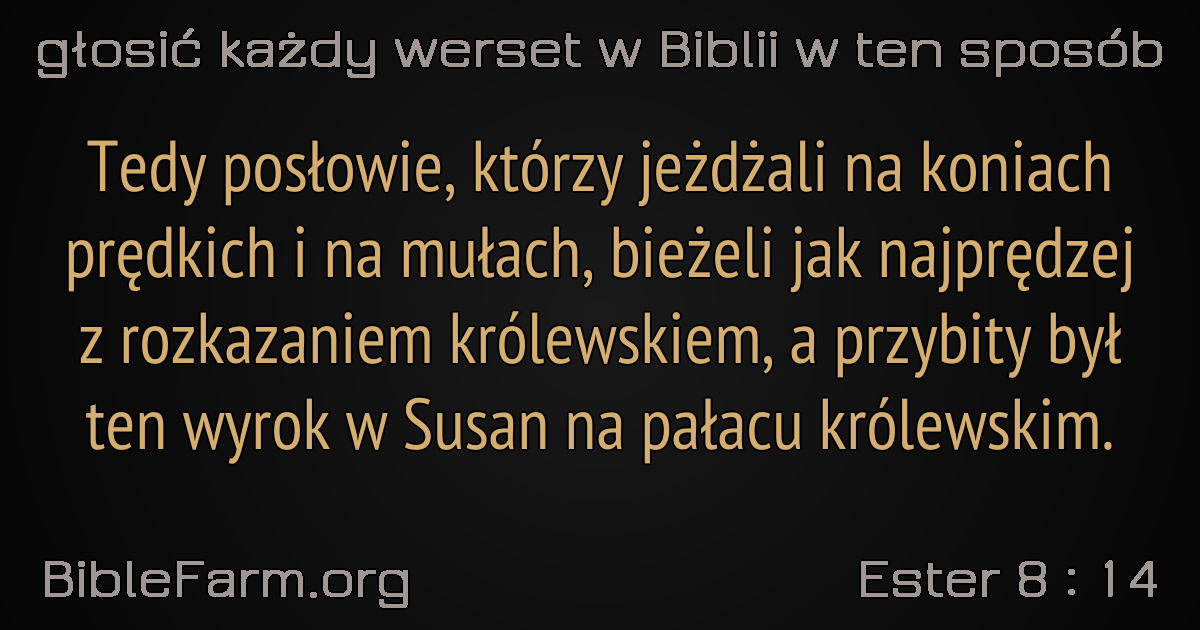 głosić każdy werset w Biblii w ten sposób
Tedy posłowie, którzy jeżdżali na koniach
prędkich i na mułach, bieżeli jak najprędzej
z rozkazaniem królewskiem, a przybity był
ten wyrok w Susan na pałacu królewskim.
BibleFarm.org
Ester 8 : 14